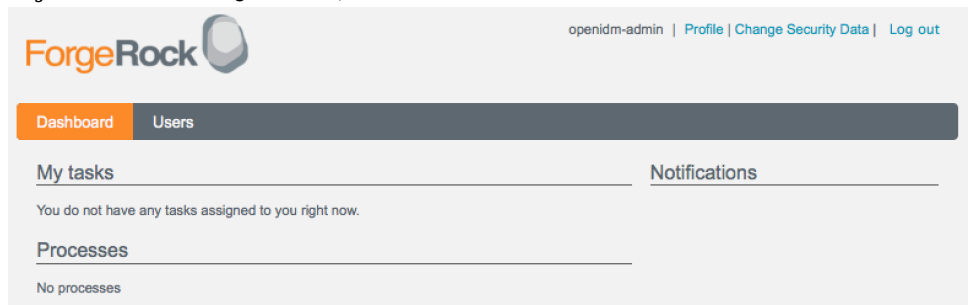 ForgeRock
openidm-admin | Profile | Change Security Data | Log out
Dashboard Users
My tasks
Notifications
You do not have any tasks assigned to you right now.
Processes
No processes